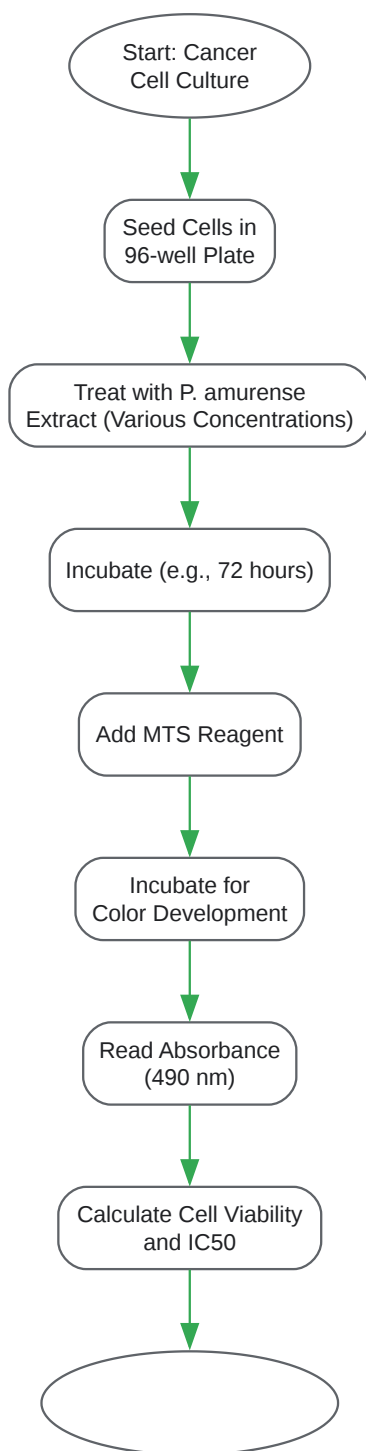 Start: Cancer
Cell Culture
Seed Cells in
96-well Plate
Treat with P. amurense
Extract (Various Concentrations)
Incubate (e.g., 72 hours)
Add MTS Reagent
Incubate for
Color Development
Read Absorbance
(490 nm)
Calculate Cell Viability
and IC50